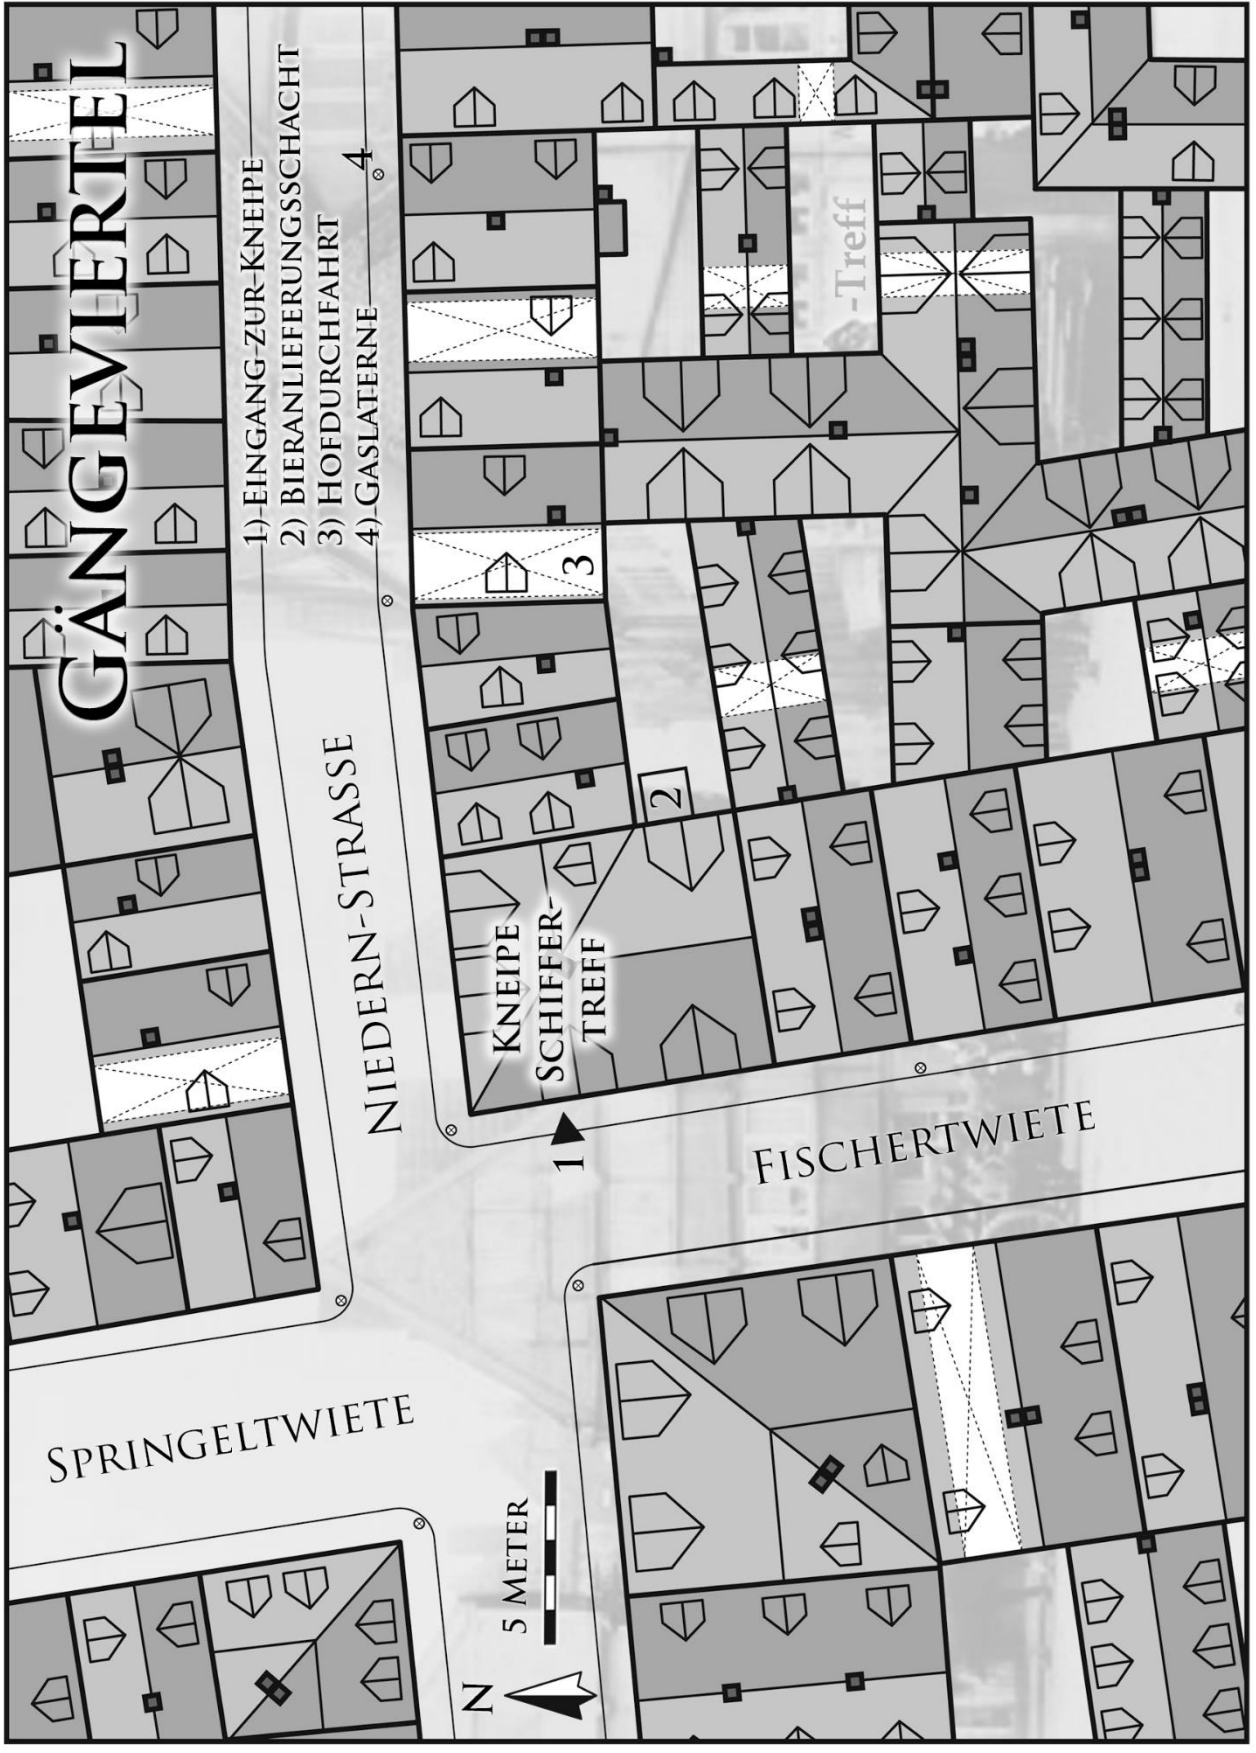 GÄNGEVIERTEL
1) EINGANG ZUR KNEIPE
2) BIERANLIEFERUNGSSCHACHT
3) HOFDURCHFAHRT
4) GASLATERNE
4
-Treff
3
NIEDERN-STRASSE
2
KNEIPE
SCHIFFER-
TREFF
1
FISCHERTWIETE
SPRINGELTWIETE
5 METER
N